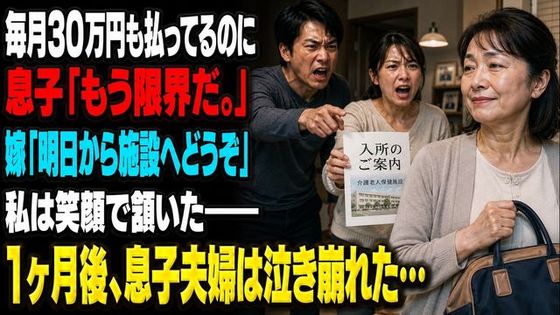 毎月30万円も払ってるのに
息子「もう限界だ。」
嫁「明日から施設へどうぞ」
私は笑顔で頷いた――
1ヶ月後、息子夫婦は泣き崩れた…
入所の
ご案内
介護老人保健施設